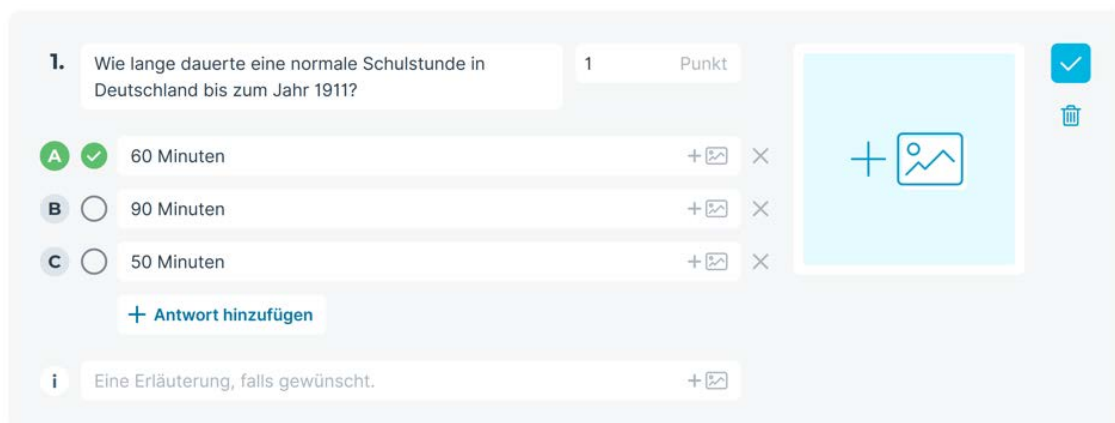 1. Wie lange dauerte eine normale Schulstunde in
Deutschland bis zum Jahr 1911?
1 Punkt
A 60 Minuten
B 90 Minuten
C 50 Minuten
+ Antwort hinzufügen
i Eine Erläuterung, falls gewünscht.